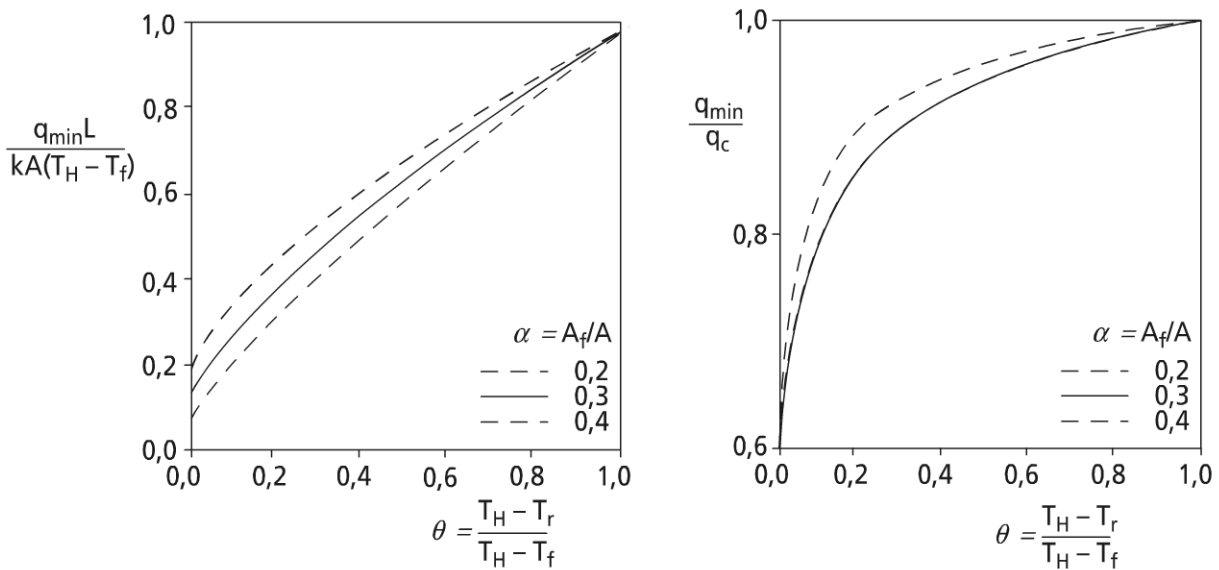 1,0
0,8
0,6
0,4
0,2
0,0
q_min L
kA(T_H – T_f)
α = A_f/A
0,2
0,3
0,4
0,0 0,2 0,4 0,6 0,8 1,0
θ = T_H – T_r
T_H – T_f
1,0
0,8
0,6
q_min
q_c
α = A_f/A
0,2
0,3
0,4
0,0 0,2 0,4 0,6 0,8 1,0
θ = T_H – T_r
T_H – T_f